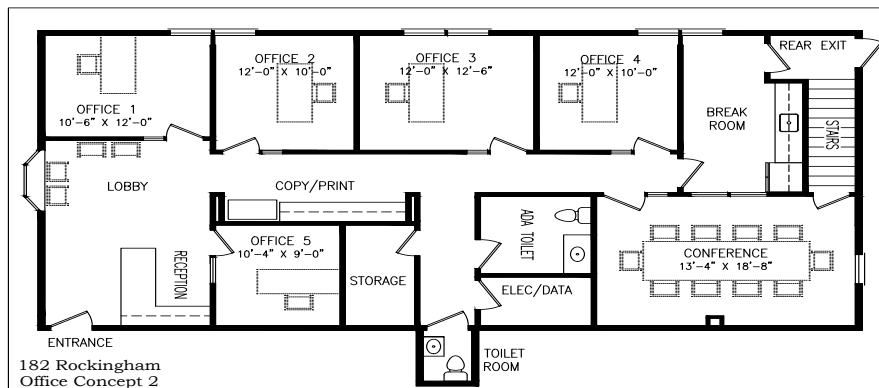 REAR EXIT
OFFICE 2
12'-0" X 10'-0"
OFFICE 3
12'-0" X 12'-6"
OFFICE 4
12'-0" X 10'-0"
OFFICE 1
10'-6" X 12'-0"
BREAK
ROOM
STAIRS
LOBBY
COPY/PRINT
ADA TOILET
OFFICE 5
10'-4" X 9'-0"
RECEPTION
STORAGE
CONFERENCE
13'-4" X 18'-8"
ELEC/DATA
ENTRANCE
TOILET
ROOM
182 Rockingham
Office Concept 2